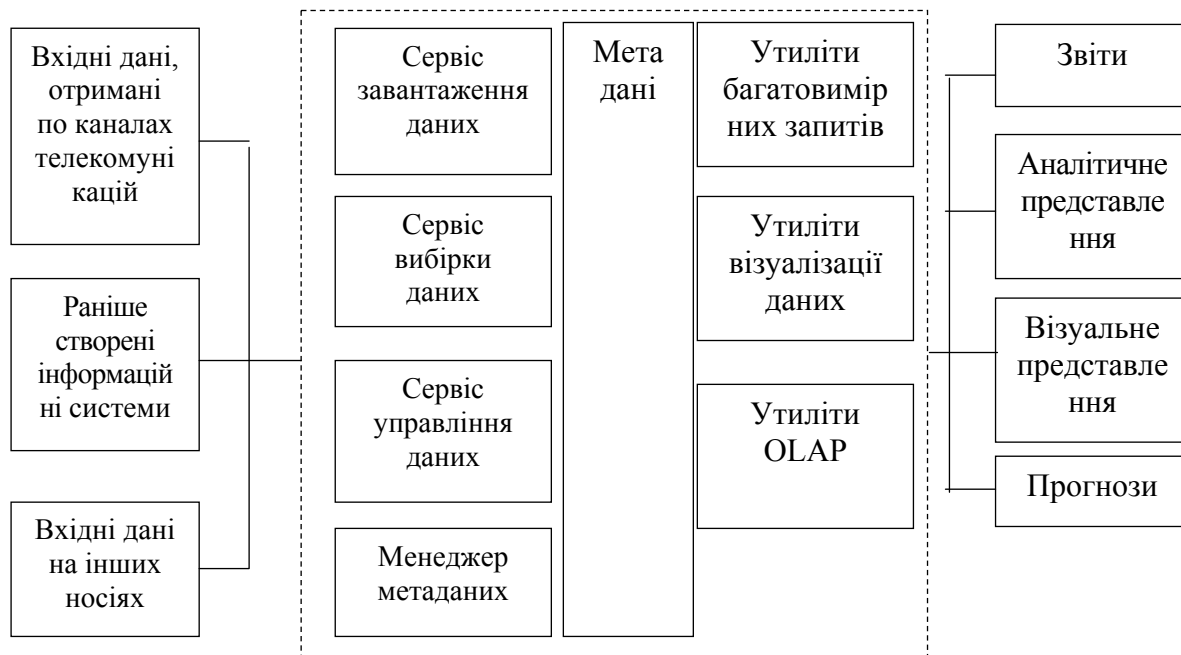 Вхідні дані,
отримані
по каналах
телекомуні
кацій
Раніше
створені
інформацій
ні системи
Вхідні дані
на інших
носіях
Сервіс
завантаження
даних
Сервіс
вибірки
даних
Сервіс
управління
даних
Менеджер
метаданих
Мета
дані
Утиліти
багатовимір
них запитів
Утиліти
візуалізації
даних
Утиліти
OLAP
Звіти
Аналітичне
представле
ння
Візуальне
представле
ння
Прогнози